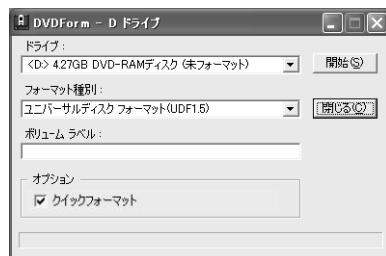 DVDForm - D ドライブ
ドライブ:
<D:> 4.27GB DVD-RAMディスク (未フォーマット)
開始(S)
フォーマット種別:
ユニバーサルディスク フォーマット(UDF1.5)
閉じる(C)
ボリューム ラベル:
オプション
クイックフォーマット